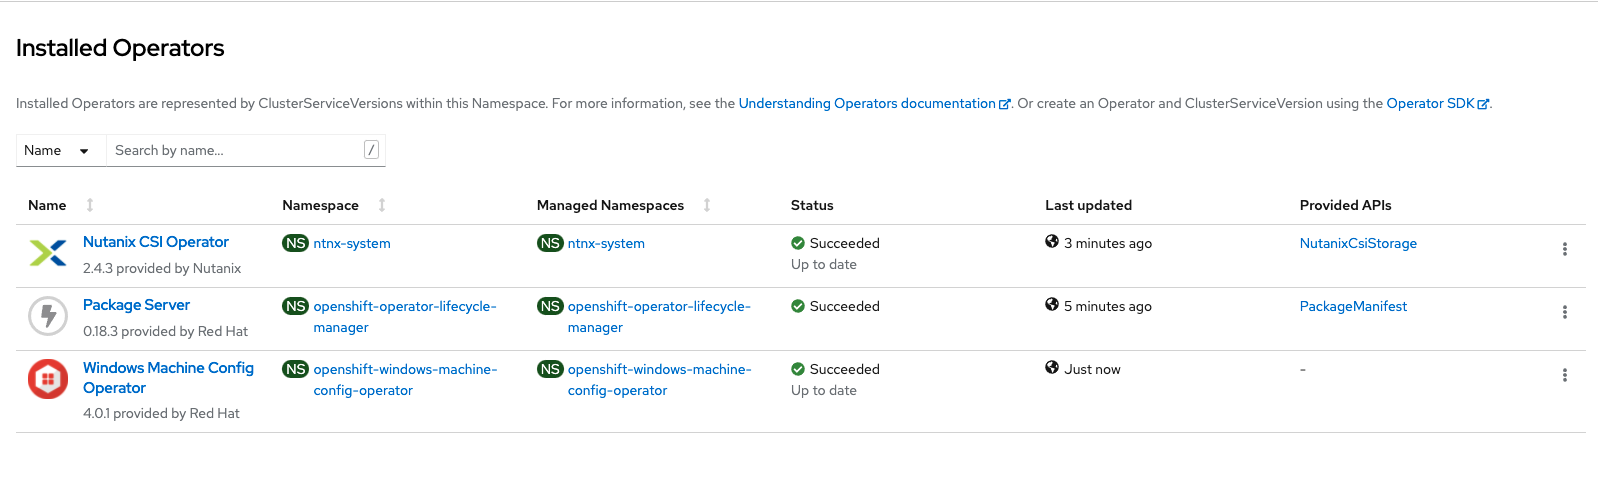 Installed Operators
Installed Operators are represented by ClusterServiceVersions within this Namespace. For more information, see the Understanding Operators documentation. Or create an Operator and ClusterServiceVersion using the Operator SDK.
Name Search by name... /
Name Namespace Managed Namespaces Status Last updated Provided APIs
Nutanix CSI Operator NS ntnx-system NS ntnx-system Succeeded 3 minutes ago NutanixCsiStorage
2.4.3 provided by Nutanix Up to date
Package Server NS openshift-operator-lifecycle- NS openshift-operator-lifecycle- Succeeded 5 minutes ago PackageManifest
0.18.3 provided by Red Hat manager manager
Windows Machine Config NS openshift-windows-machine- NS openshift-windows-machine- Succeeded Just now -
Operator config-operator config-operator Up to date
4.0.1 provided by Red Hat